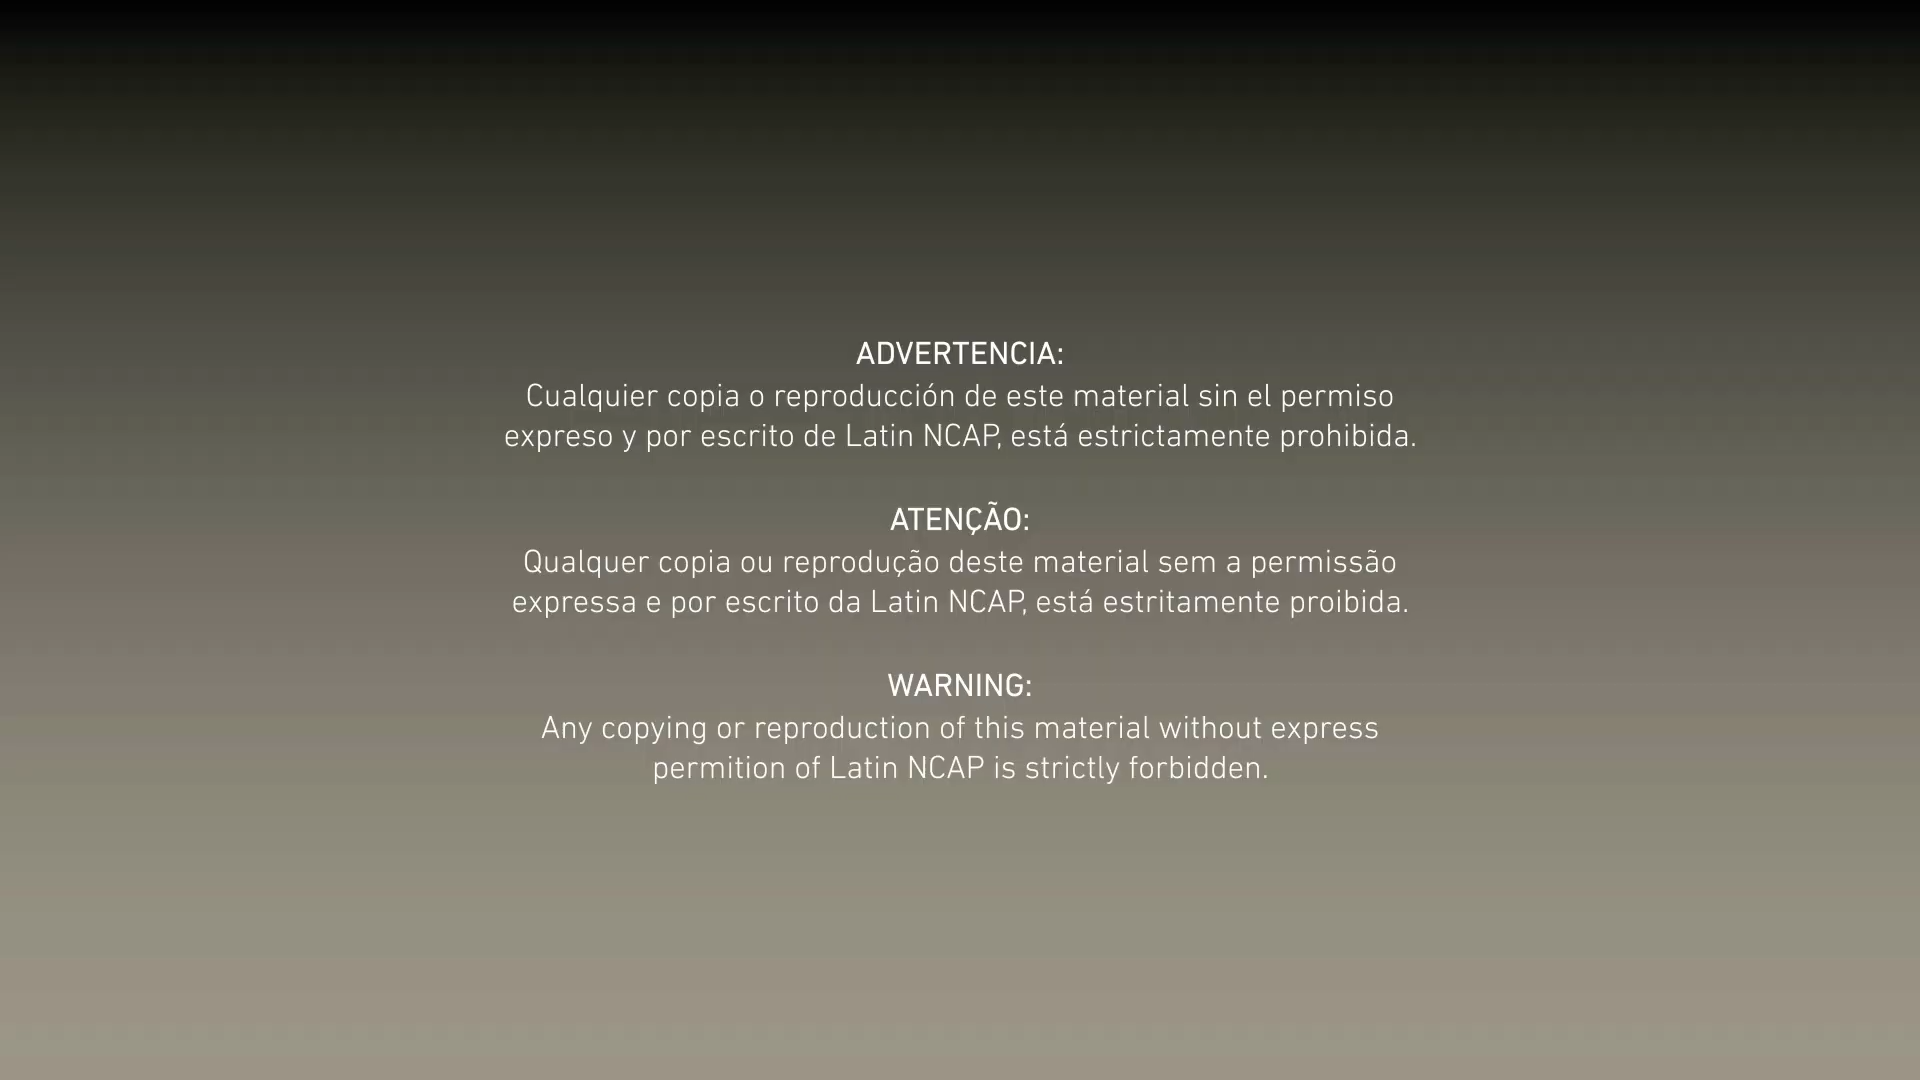 ADVERTENCIA:
Cualquier copia o reproducción de este material sin el permiso
expreso y por escrito de Latin NCAP, está estrictamente prohibida.
ATENÇÃO:
Qualquer copia ou reprodução deste material sem a permissão
expressa e por escrito da Latin NCAP, está estritamente proibida.
WARNING:
Any copying or reproduction of this material without express
permition of Latin NCAP is strictly forbidden.